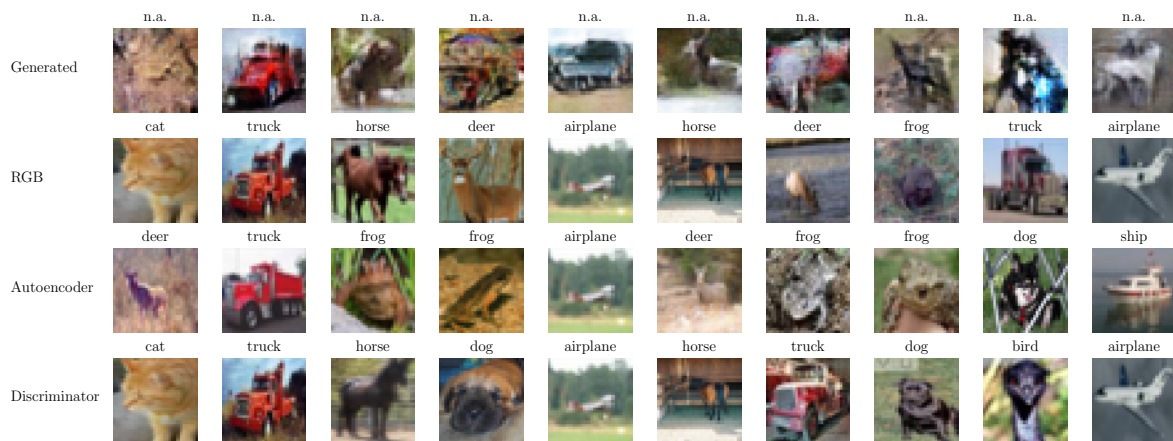 n.a. n.a. n.a. n.a. n.a. n.a. n.a. n.a. n.a. n.a.
Generated
cat truck horse deer airplane horse deer frog truck airplane
RGB
deer truck frog frog airplane deer frog frog dog ship
Autoencoder
cat truck horse dog airplane horse truck dog bird airplane
Discriminator